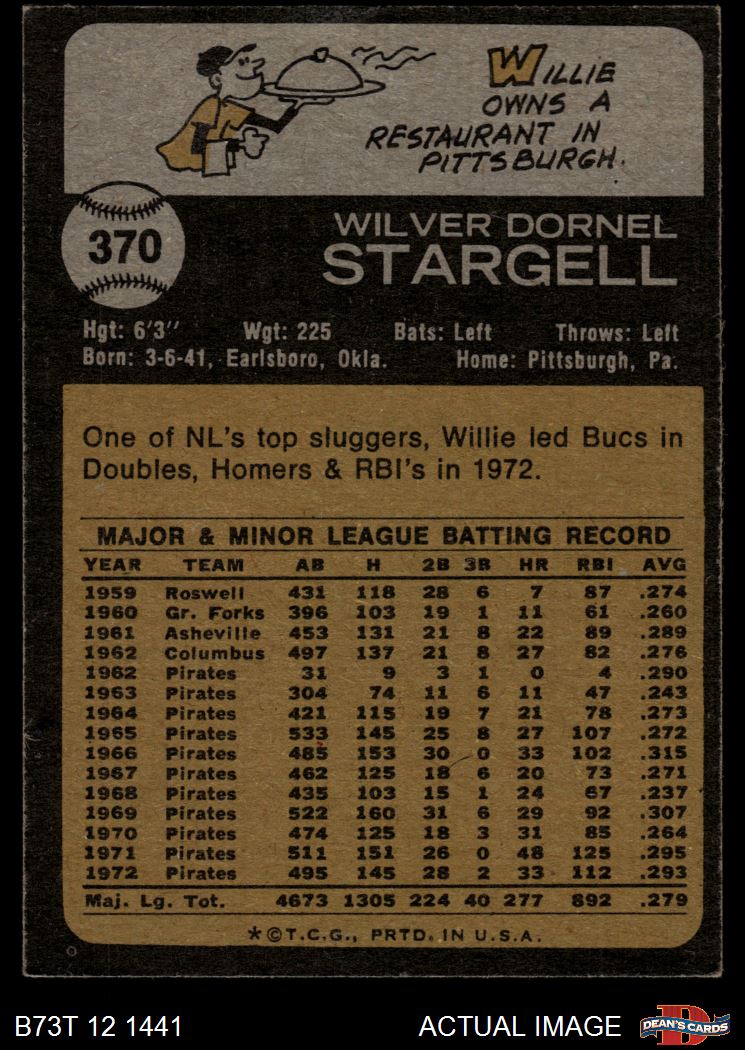 WILLIE
OWNS A
RESTAURANT IN
PITTSBURGH.
370
WILVER DORNEL
STARGELL
Hgt: 6'3" Wgt: 225 Bats: Left Throws: Left
Born: 3-6-41, Earlsboro, Okla. Home: Pittsburgh, Pa.
One of NL's top sluggers, Willie led Bucs in
Doubles, Homers & RBI's in 1972.
MAJOR & MINOR LEAGUE BATTING RECORD
YEAR TEAM AB H 2B 3B HR RBI AVG
1959 Roswell 431 118 28 6 7 87 .274
1960 Gr. Forks 396 103 19 1 11 61 .260
1961 Asheville 453 131 21 8 22 89 .289
1962 Columbus 497 137 21 8 27 82 .276
1962 Pirates 31 9 3 1 0 4 .290
1963 Pirates 304 74 11 6 11 47 .243
1964 Pirates 421 115 19 7 21 78 .273
1965 Pirates 533 145 25 8 27 107 .272
1966 Pirates 485 153 30 0 33 102 .315
1967 Pirates 462 125 18 6 20 73 .271
1968 Pirates 435 103 15 1 24 67 .237
1969 Pirates 522 160 31 6 29 92 .307
1970 Pirates 474 125 18 3 31 85 .264
1971 Pirates 511 151 26 0 48 125 .295
1972 Pirates 495 145 28 2 33 112 .293
Maj. Lg. Tot. 4673 1305 224 40 277 892 .279
*©T.C.G., PRTD. IN U.S.A.
B73T 12 1441 ACTUAL IMAGE DEAN'S CARDS